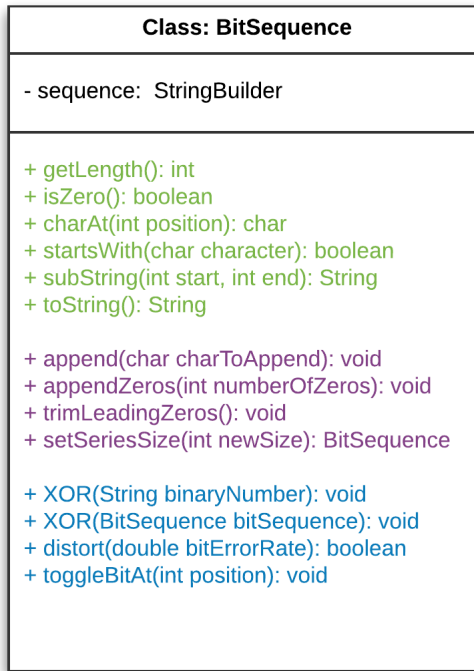 Class: BitSequence
- sequence:  StringBuilder
+ getLength(): int
+ isZero(): boolean
+ charAt(int position): char
+ startsWith(char character): boolean
+ subString(int start, int end): String
+ toString(): String
+ append(char charToAppend): void
+ appendZeros(int numberOfZeros): void
+ trimLeadingZeros(): void
+ setSeriesSize(int newSize): BitSequence
+ XOR(String binaryNumber): void
+ XOR(BitSequence bitSequence): void
+ distort(double bitErrorRate): boolean
+ toggleBitAt(int position): void